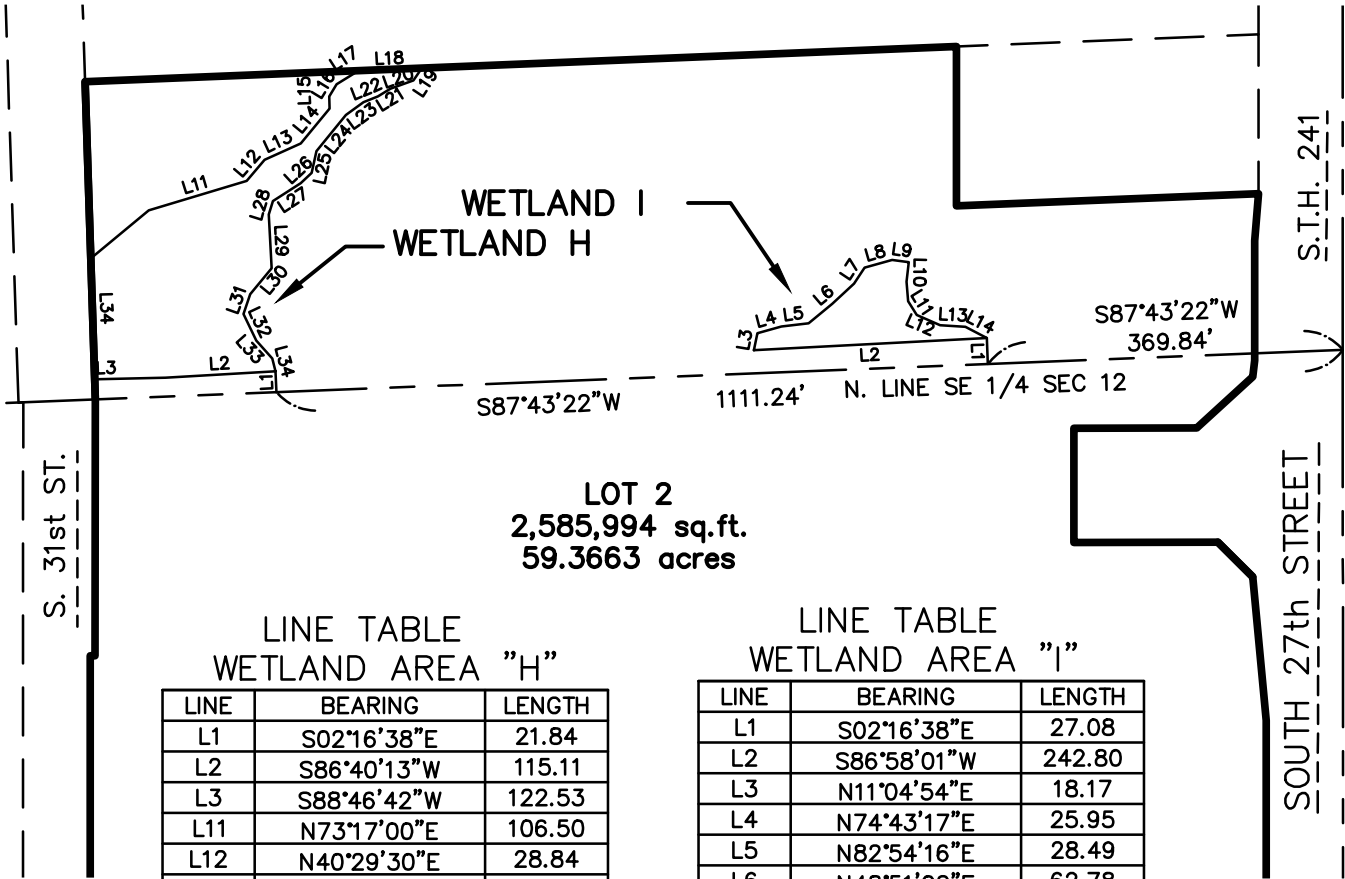 L17
L18
L15
L16
L20
L19
L22
L21
L14
L23
L13
L24
L12
L25
L26
L11
L27
L28
WETLAND I
WETLAND H
S.T.H. 241
L29
L30
L31
L32
L33
L34
L34
L3
L2
L1
L7
L8
L9
L10
L6
L11
L5
L4
L3
L13
L14
L12
L2
L1
S87°43'22"W
369.84'
S87°43'22"W
1111.24'
N. LINE SE 1/4 SEC 12
S. 31st ST.
SOUTH 27th STREET
LOT 2
2,585,994 sq.ft.
59.3663 acres
LINE TABLE
WETLAND AREA "H"
LINE BEARING LENGTH
L1 S02°16'38"E 21.84
L2 S86°40'13"W 115.11
L3 S88°46'42"W 122.53
L11 N73°17'00"E 106.50
L12 N40°29'30"E 28.84
LINE TABLE
WETLAND AREA "I"
LINE BEARING LENGTH
L1 S02°16'38"E 27.08
L2 S86°58'01"W 242.80
L3 N11°04'54"E 18.17
L4 N74°43'17"E 25.95
L5 N82°54'16"E 28.49
L6 62.78